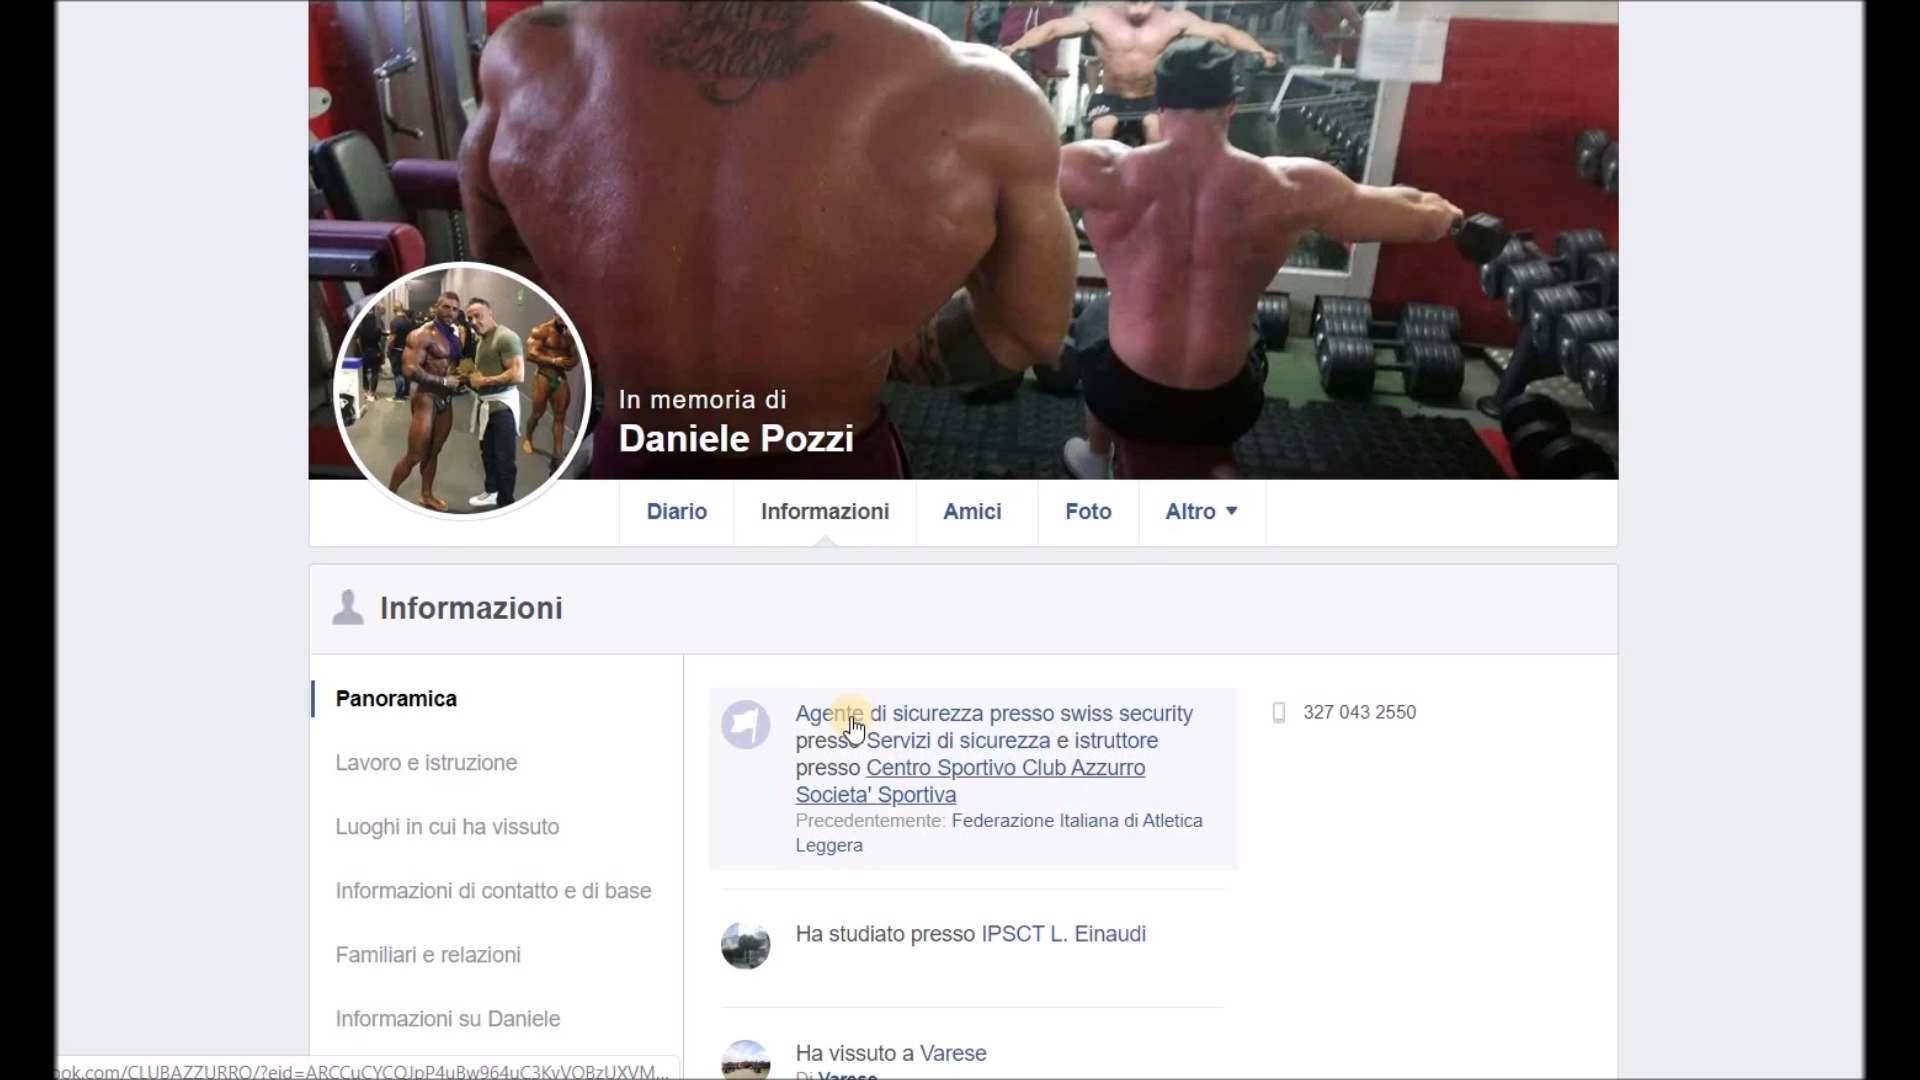 In memoria di
Daniele Pozzi
Diario
Informazioni
Amici
Foto
Altro
Informazioni
Panoramica
Lavoro e istruzione
Luoghi in cui ha vissuto
Informazioni di contatto e di base
Familiari e relazioni
Informazioni su Daniele
Agente di sicurezza presso swiss security
presso Servizi di sicurezza e istruttore
presso Centro Sportivo Club Azzurro
Societa' Sportiva
Precedentemente: Federazione Italiana di Atletica
Leggera
327 043 2550
Ha studiato presso IPSCT L. Einaudi
Ha vissuto a Varese
Di Varese